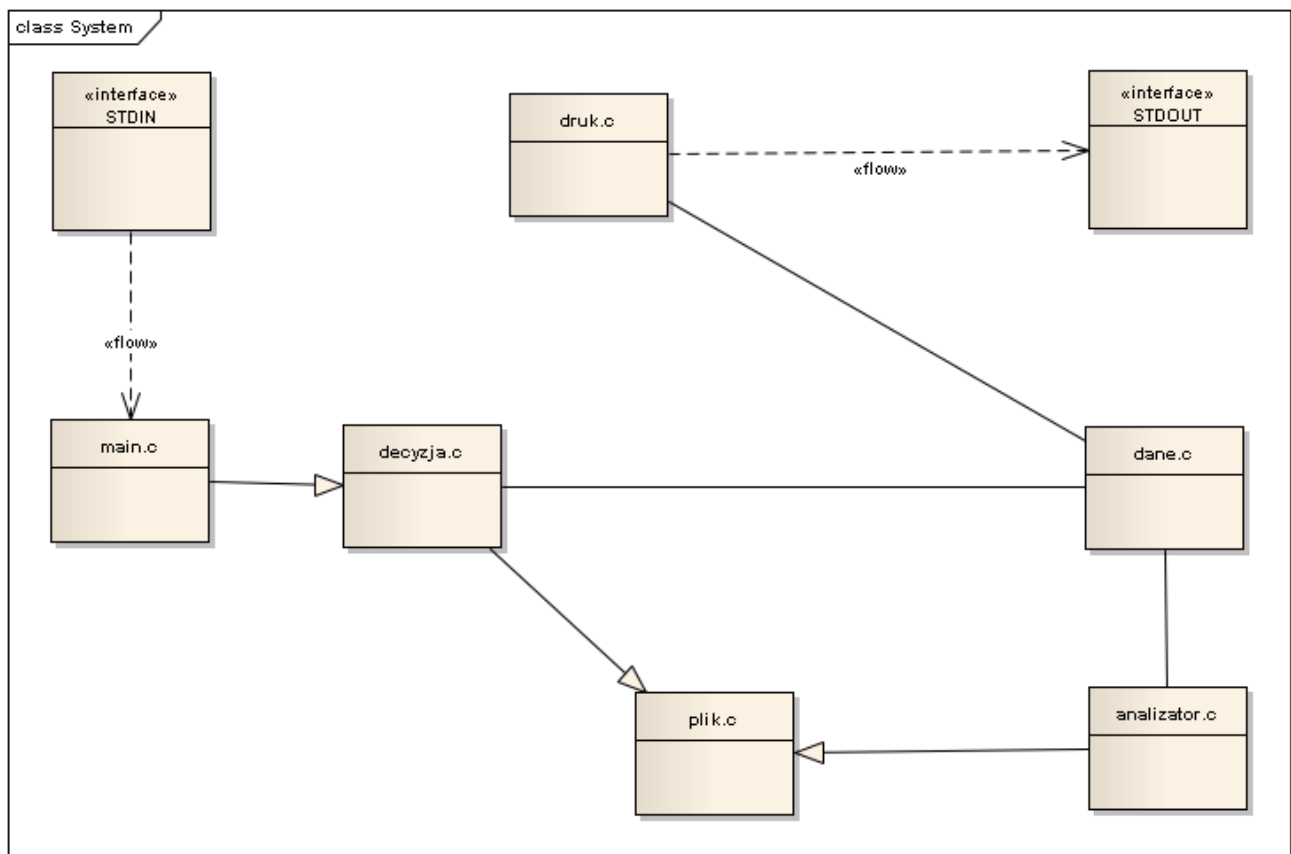 class System
«interface»
STDIN
druk.c
«interface»
STDOUT
«flow»
«flow»
main.c
decyzja.c
dane.c
plik.c
analizator.c